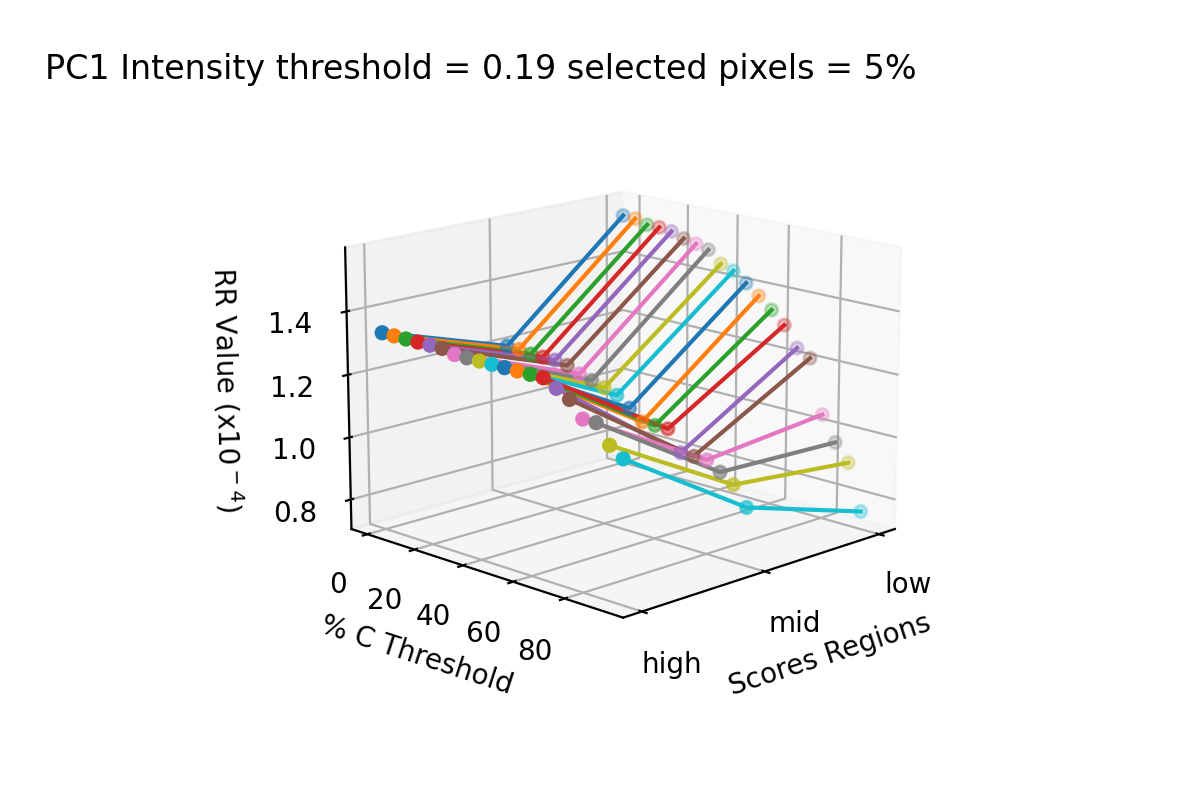 PC1 Intensity threshold = 0.19 selected pixels = 5%
RR Value (x10⁻⁴)
1.4
1.2
1.0
0.8
0
20
40
60
80
% C Threshold
high
mid
low
Scores Regions